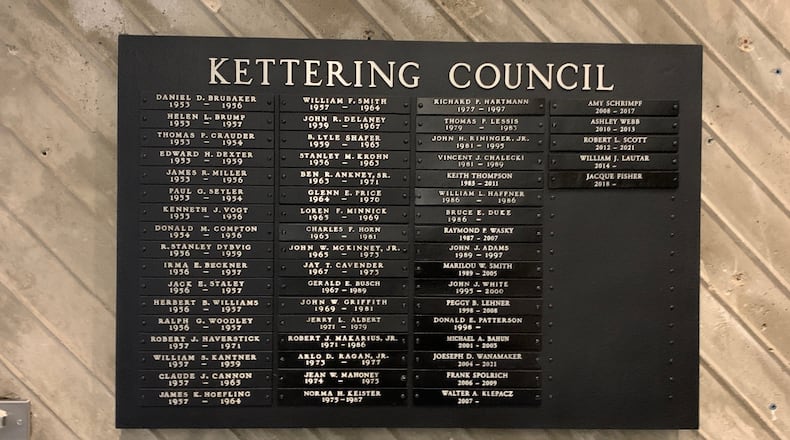 KETTERING COUNCIL
DANIEL D. BRUBAKER
1953 - 1956
HELEN L. BRUMP
1953 - 1957
THOMAS P. CRAUDER
1953 - 1954
EDWARD H. DEXTER
1953 - 1959
JAMES R. MILLER
1953 - 1956
PAUL G. SEYLER
1953 - 1954
KENNETH J. VOGT
1953 - 1956
DONALD M. COMPTON
1954 - 1956
R. STANLEY DYBVIG
1956 - 1959
IRMA E. BECKNER
1956 - 1957
JACK E. STALEY
1956 - 1957
HERBERT B. WILLIAMS
1956 - 1957
RALPH G. WOODLEY
1956 - 1957
ROBERT J. HAVERSTICK
1957 - 1971
WILLIAM S. KANTNER
1957 - 1959
CLAUDE J. CANNON
1957 - 1965
JAMES K. HOEFLING
1957 - 1964
WILLIAM F. SMITH
1957 - 1964
JOHN R. DELANEY
1959 - 1967
B. LYLE SHAFER
1959 - 1963
STANLEY M. KROHN
1956 - 1963
BEN R. ANKNEY, SR.
1963 - 1971
GLENN E. PRICE
1964 - 1970
LOREN F. MINNICK
1965 - 1969
CHARLES F. HORN
1963 - 1981
JOHN W. MCKINNEY, JR.
1965 - 1973
JAY T. CAVENDER
1967 - 1973
GERALD E. BUSCH
1967 - 1989
JOHN W. GRIFFITH
1969 - 1981
JERRY L. ALBERT
1971 - 1979
ROBERT J. MAKARIUS, JR.
1971 - 1986
ARLO D. RAGAN, JR.
1973 - 1977
JEAN W. MAHONEY
1974 - 1975
NORMA H. KEISTER
1975 - 1987
RICHARD P. HARTMANN
1977 - 1997
THOMAS P. LESSIS
1979 - 1983
JOHN H. RININGER, JR.
1981 - 1995
VINCENT J. CHALECKI
1981 - 1989
KEITH THOMPSON
1983 - 2011
WILLIAM L. HAFFNER
1986 - 1986
BRUCE E. DUKE
1986 -
RAYMOND P. WASKY
1987 - 2007
JOHN J. ADAMS
1989 - 1997
MARILOU W. SMITH
1989 - 2005
JOHN J. WHITE
1995 - 2000
PEGGY B. LEHNER
1998 - 2008
DONALD E. PATTERSON
1998 -
MICHAEL A. BAHUN
2001 - 2005
JOESEPH D. WANAMAKER
2004 - 2021
FRANK SPOLRICH
2006 - 2009
WALTER A. KLEPACZ
2007 -
AMY SCHRIMPF
2008 - 2017
ASHLEY WEBB
2010 - 2013
ROBERT L. SCOTT
2012 - 2021
WILLIAM J. LAUTAR
2014 -
JACQUE FISHER
2018 -